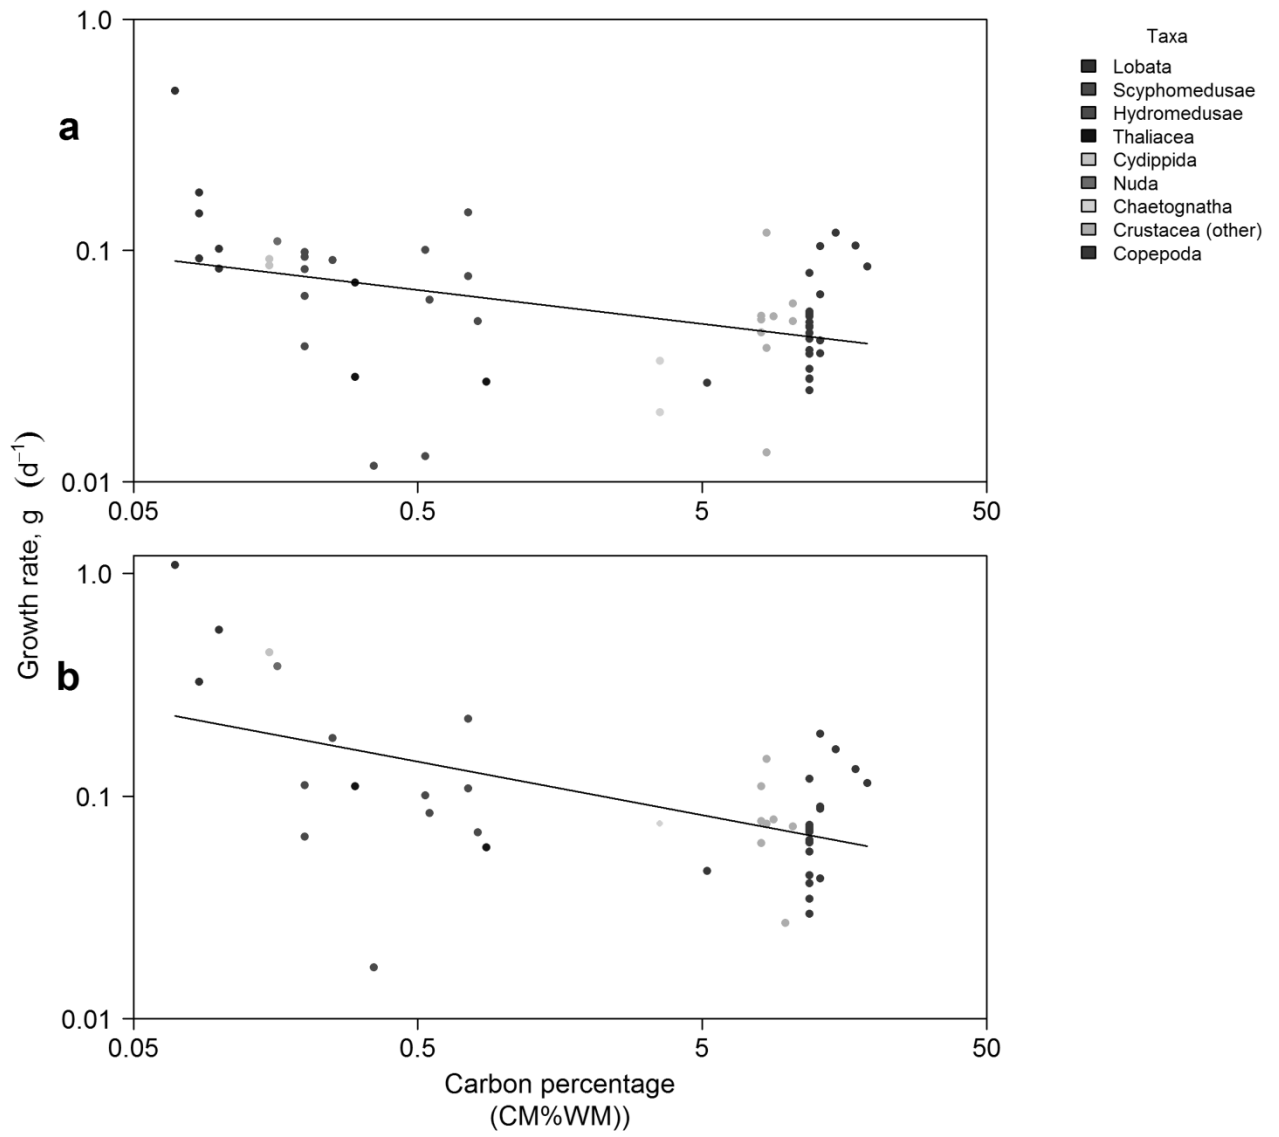 1.0
a
0.1
0.01
0.05
0.5
5
50
Taxa
Lobata
Scyphomedusae
Hydromedusae
Thaliacea
Cydippida
Nuda
Chaetognatha
Crustacea (other)
Copepoda
Growth rate, g (d⁻¹)
1.0
b
0.1
0.01
0.05
0.5
5
50
Carbon percentage
(CM%WM))